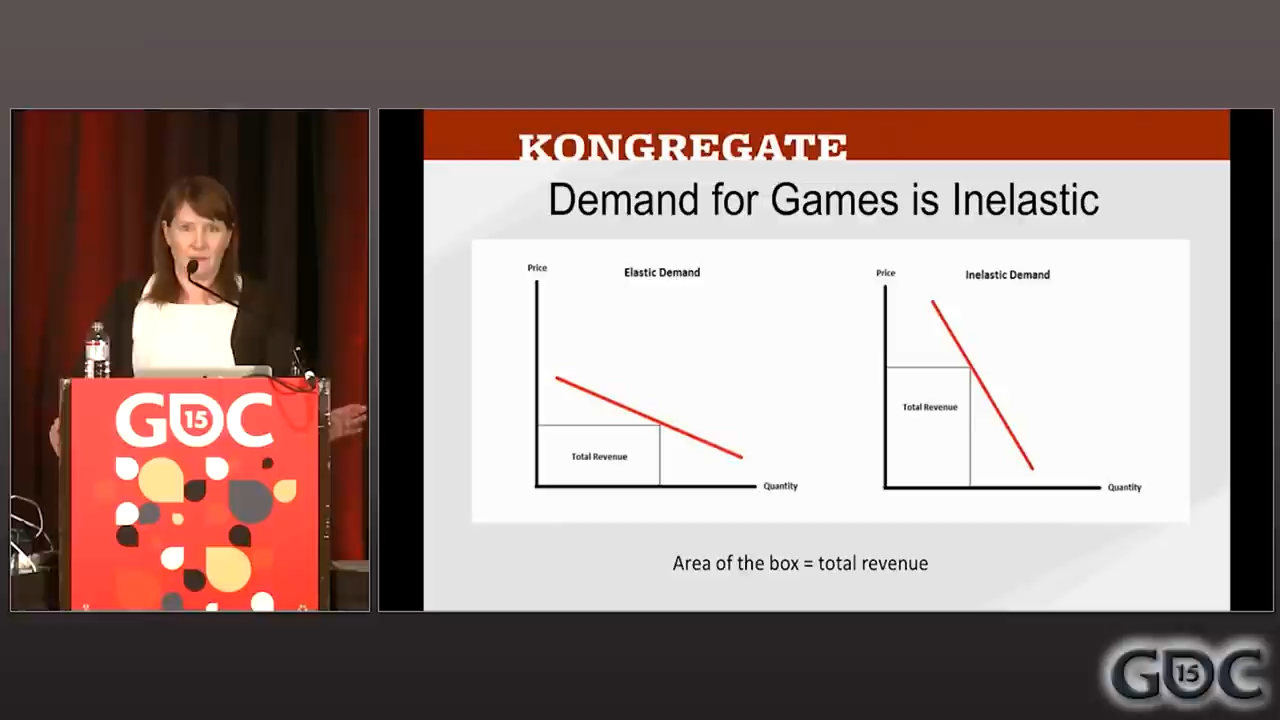 GDC
15
KONGREGATE
Demand for Games is Inelastic
Price
Elastic Demand
Total Revenue
Quantity
Price
Inelastic Demand
Total Revenue
Quantity
Area of the box = total revenue
GDC
15